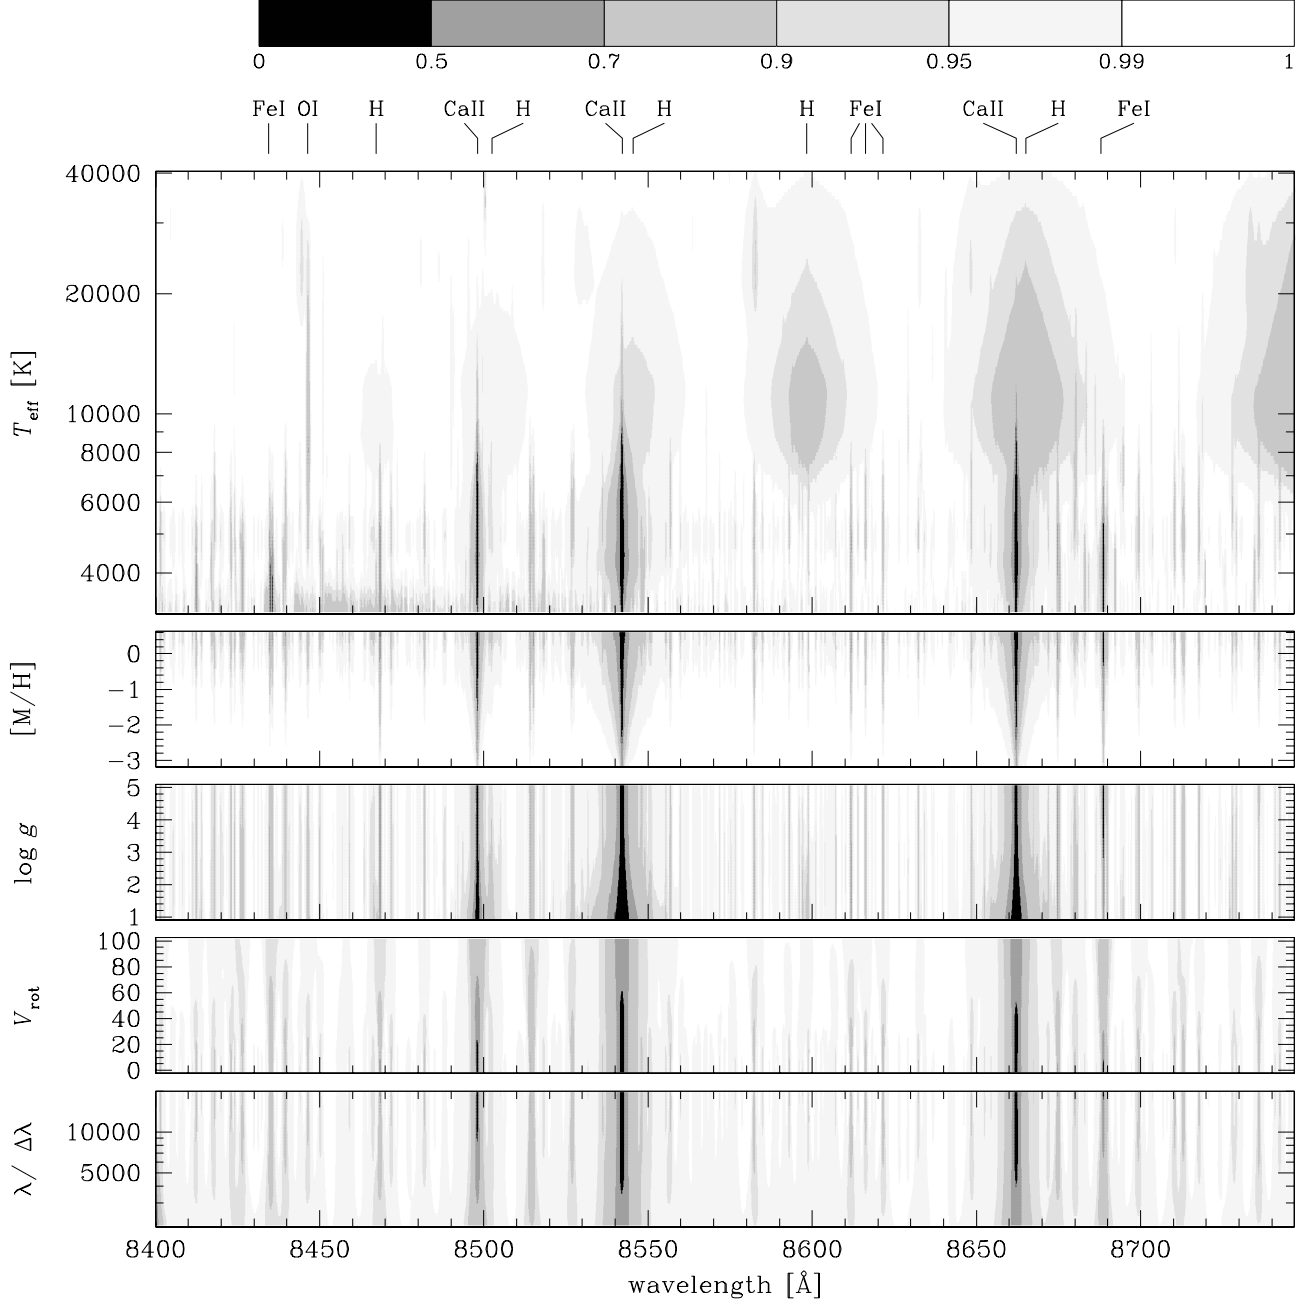 0 0.5 0.7 0.9 0.95 0.99 1
FeI OI H CaII H CaII H H FeI CaII H FeI
40000
20000
10000
8000
6000
4000
T eff [K]
0
−1
−2
−3
[M/H]
5
4
3
2
1
log g
100
80
60
40
20
0
V rot
10000
5000
λ/ Δλ
8400 8450 8500 8550 8600 8650 8700
wavelength [Å]